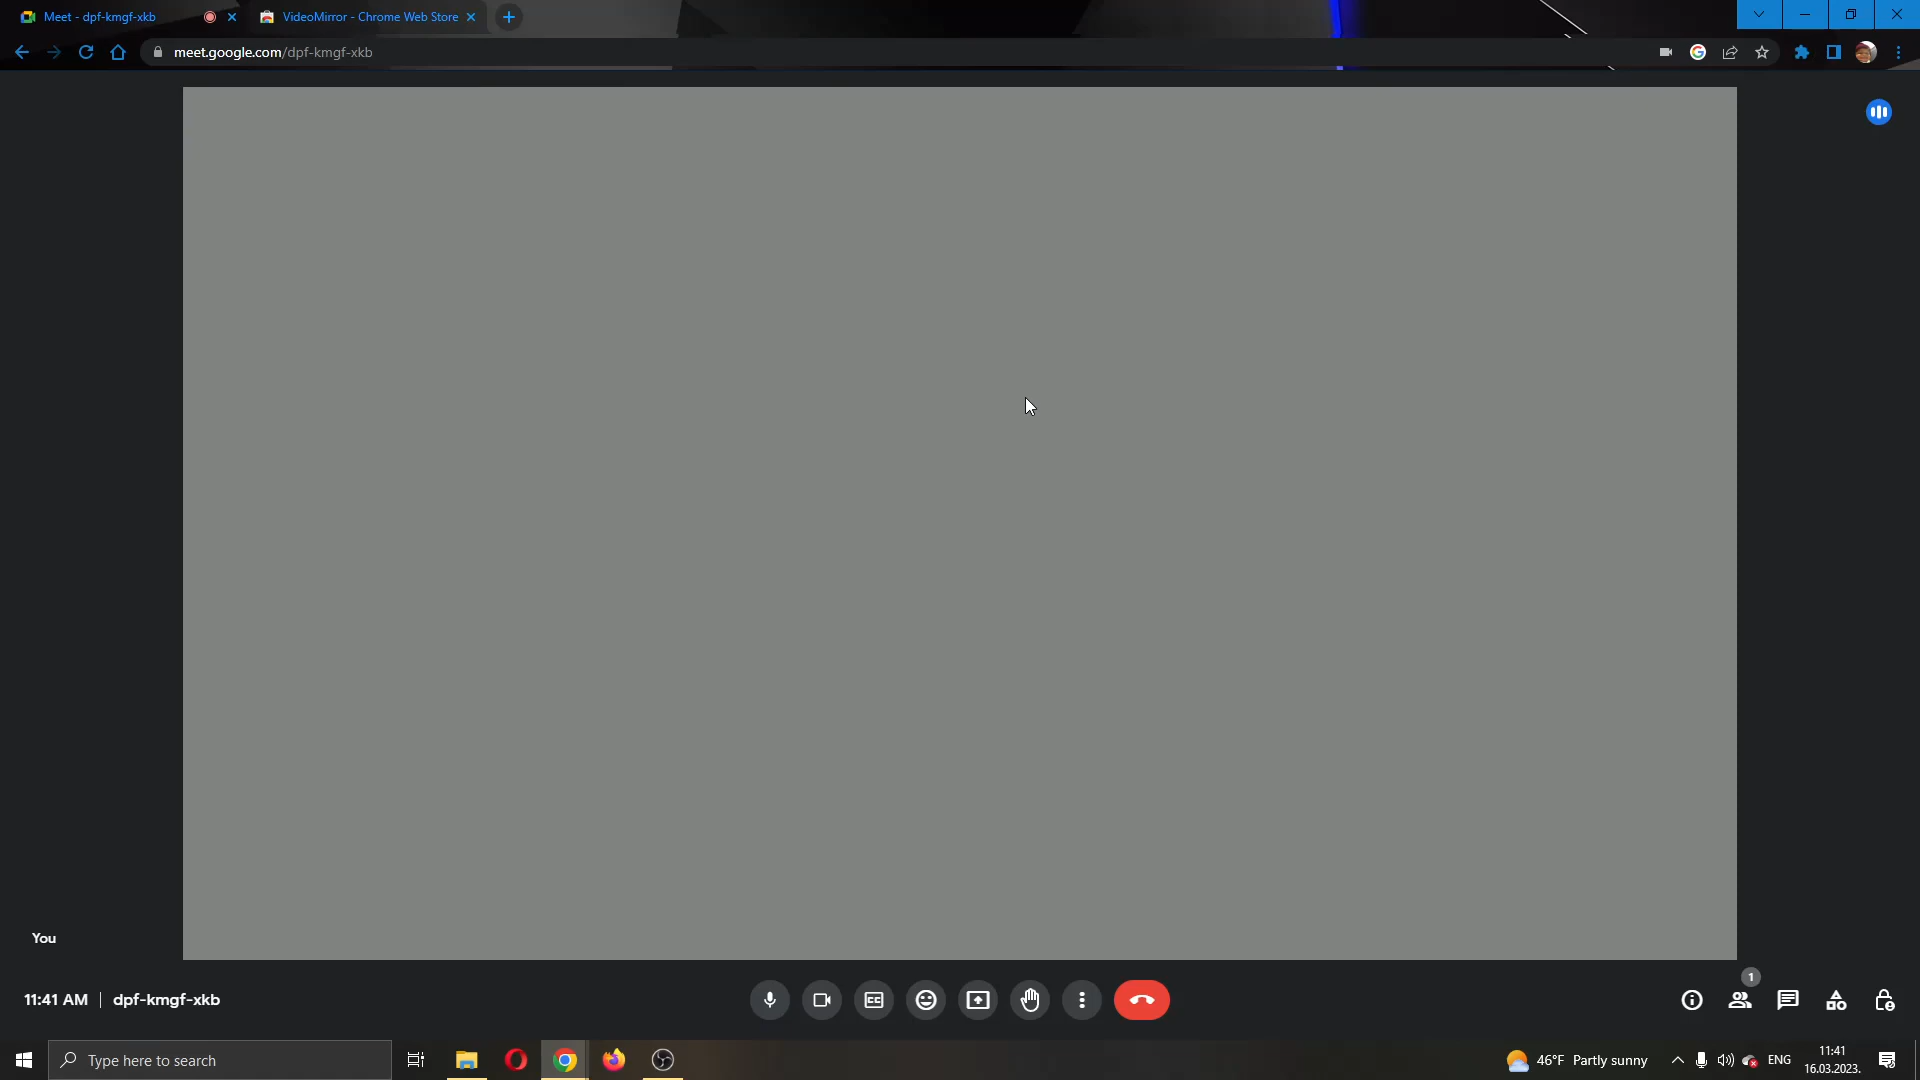 Meet - dpf-kmgf-xkb
VideoMirror - Chrome Web Store
meet.google.com/dpf-kmgf-xkb
You
1
11:41 AM | dpf-kmgf-xkb
CC
Type here to search
46°F Partly sunny
ENG
11:41
16.03.2023.